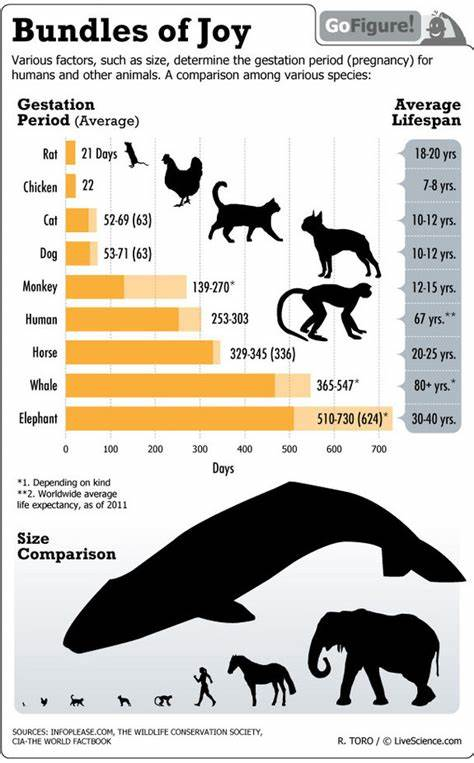 Bundles of Joy
GoFigure!
Various factors, such as size, determine the gestation period (pregnancy) for
humans and other animals. A comparison among various species:
Gestation
Period (Average)
Average
Lifespan
Rat 21 Days 18-20 yrs
Chicken 22 7-8 yrs.
Cat 52-69 (63) 10-12 yrs.
Dog 53-71 (63) 10-12 yrs.
Monkey 139-270* 12-15 yrs.
Human 253-303 67 yrs.**
Horse 329-345 (336) 20-25 yrs.
Whale 365-547* 80+ yrs.*
Elephant 510-730 (624)* 30-40 yrs.
0 100 200 300 400 500 600 700
Days
*1. Depending on kind
**2. Worldwide average
life expectancy, as of 2011
Size
Comparison
SOURCES: INFOPLEASE.COM, THE WILDLIFE CONSERVATION SOCIETY,
CIA-THE WORLD FACTBOOK
R. TORO / © LiveScience.com